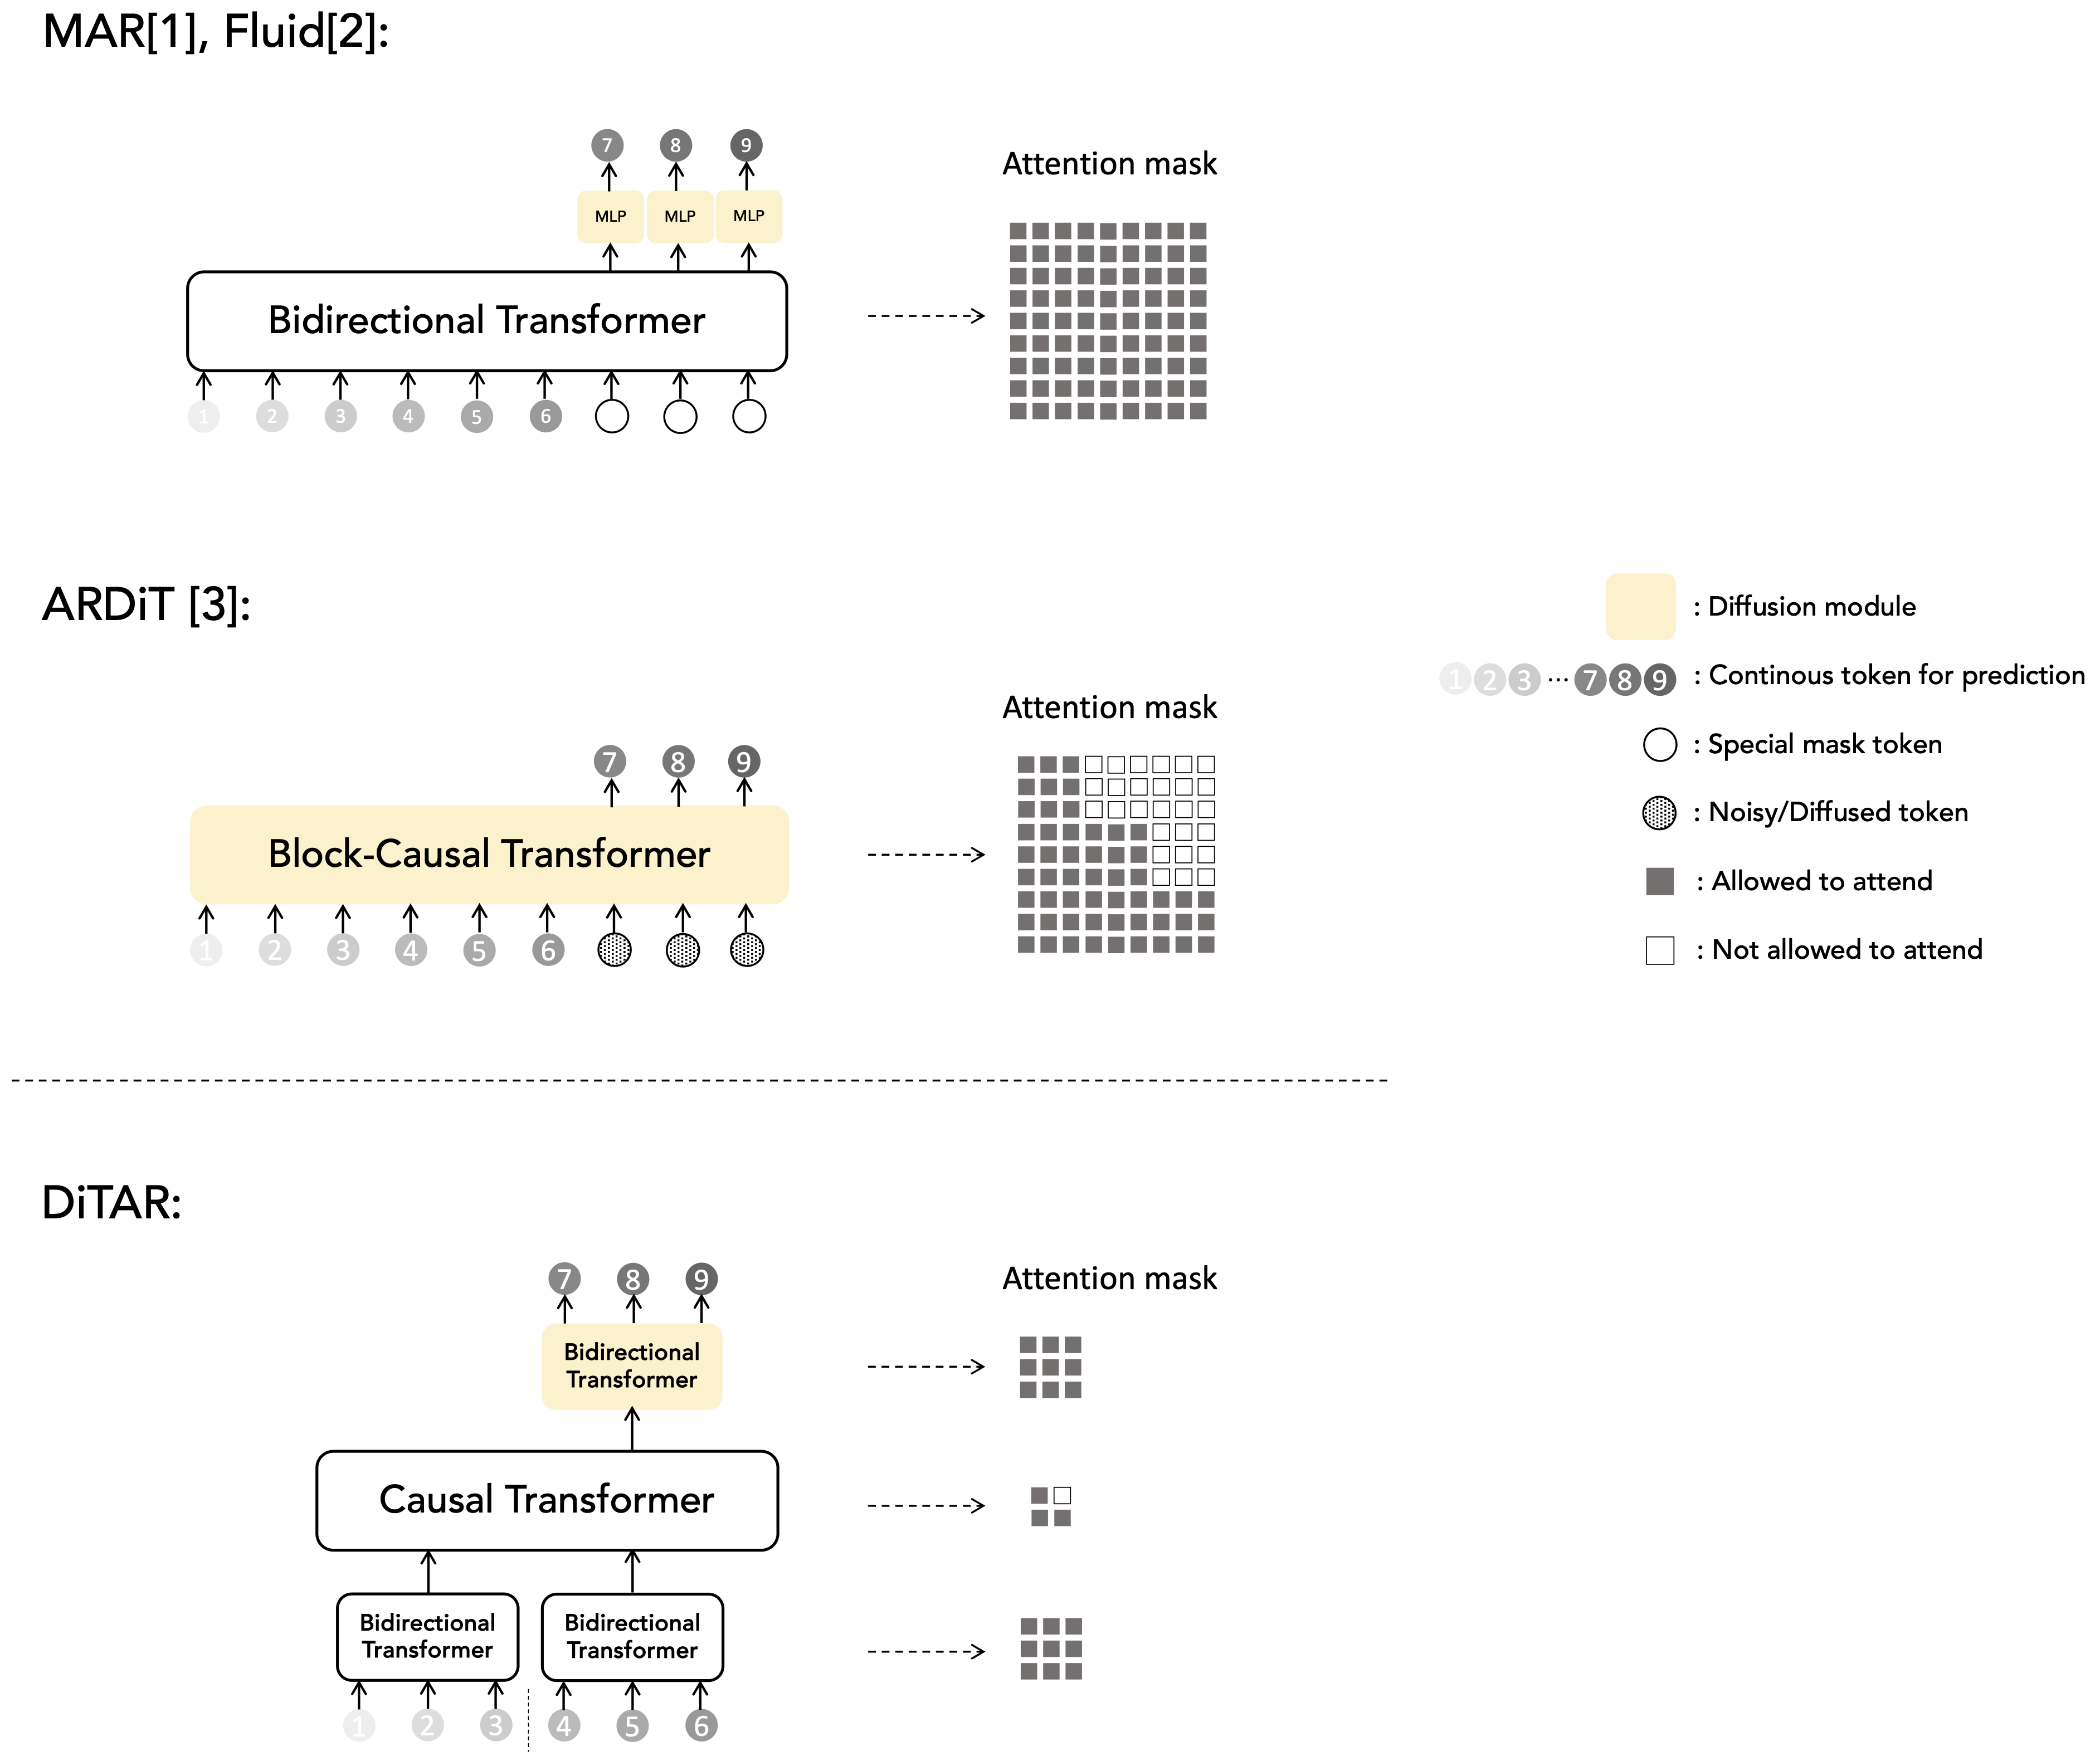 MAR[1], Fluid[2]:
7 8 9
Attention mask
MLP MLP MLP
Bidirectional Transformer
1 2 3 4 5 6
ARDiT [3]:
: Diffusion module
1 2 3 ··· 7 8 9 : Continous token for prediction
Attention mask
: Special mask token
7 8 9
: Noisy/Diffused token
Block-Causal Transformer
: Allowed to attend
1 2 3 4 5 6
: Not allowed to attend
DiTAR:
7 8 9
Attention mask
Bidirectional
Transformer
Causal Transformer
Bidirectional
Transformer
Bidirectional
Transformer
1 2 3 4 5 6